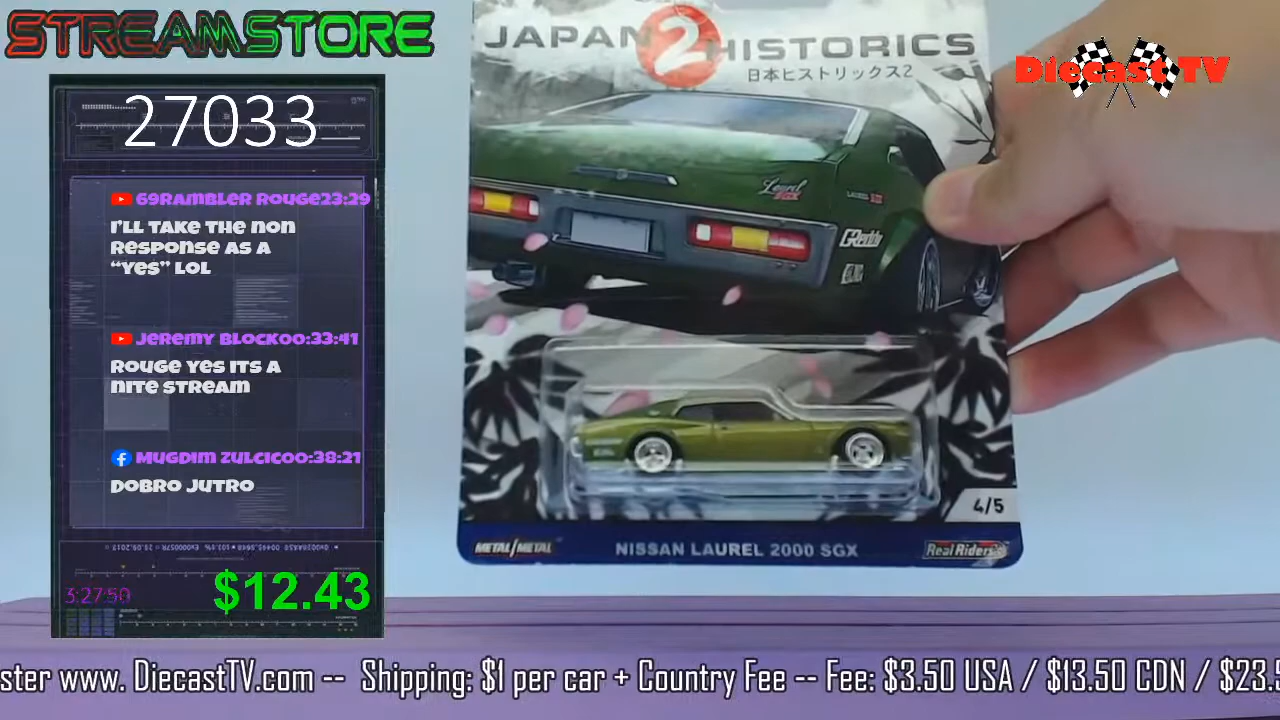 STREAMSTORE
27033
69Rambler Rouge23:29
I'll take the non
response as a
"yes" LOL
Jeremy Block00:33:41
Rouge yes its a
nite stream
Mugdim Zulcic00:38:21
Dobro jutro
3:27:50
$12.43
JAPAN 2 HISTORICS
日本ヒストリックス2
Diecast TV
Laurel
SGX
GReddy
4/5
METAL/METAL
NISSAN LAUREL 2000 SGX
Real Riders
ster www. DiecastTV.com -- Shipping: $1 per car + Country Fee -- Fee: $3.50 USA / $13.50 CDN / $23.5